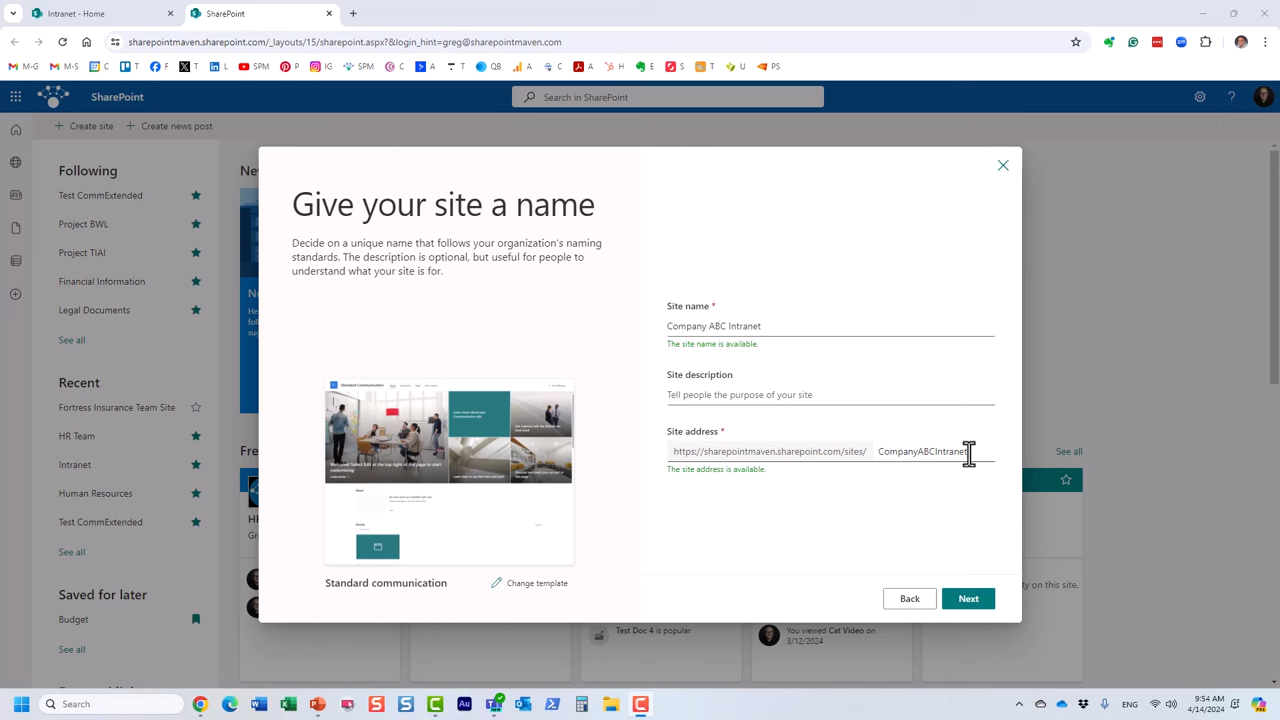 Intranet - Home
SharePoint
sharepointmaven.com/_layouts/15/sharepoint.aspx?&login_hint=greg@sharepointmaven.com
M-G
M-S
C
T
F
X T
L
SPM
P
IG
SPM
C
A
T
QB
A
C
A
H
E
S
T
U
PS
SharePoint
Search in SharePoint
Create site
Create news post
Following
Test CommExtended
Project BWL
Project TIAI
Financial Information
Legal Documents
See all
Recent
Fortress Insurance Team Site
HR Team
Intranet
Human Resources
Test CommExtended
See all
Saved for later
Budget
See all
Give your site a name
Decide on a unique name that follows your organization's naming
standards. The description is optional, but useful for people to
understand what your site is for.
Standard communication
Change template
Site name *
Company ABC Intranet
The site name is available.
Site description
Tell people the purpose of your site
Site address *
https://sharepointmaven.sharepoint.com/sites/ CompanyABCIntranet
The site address is available.
Back
Next
See all
Test Doc 4 is popular
You viewed Cat Video on
3/12/2024
Search
9:54 AM
4/14/2024